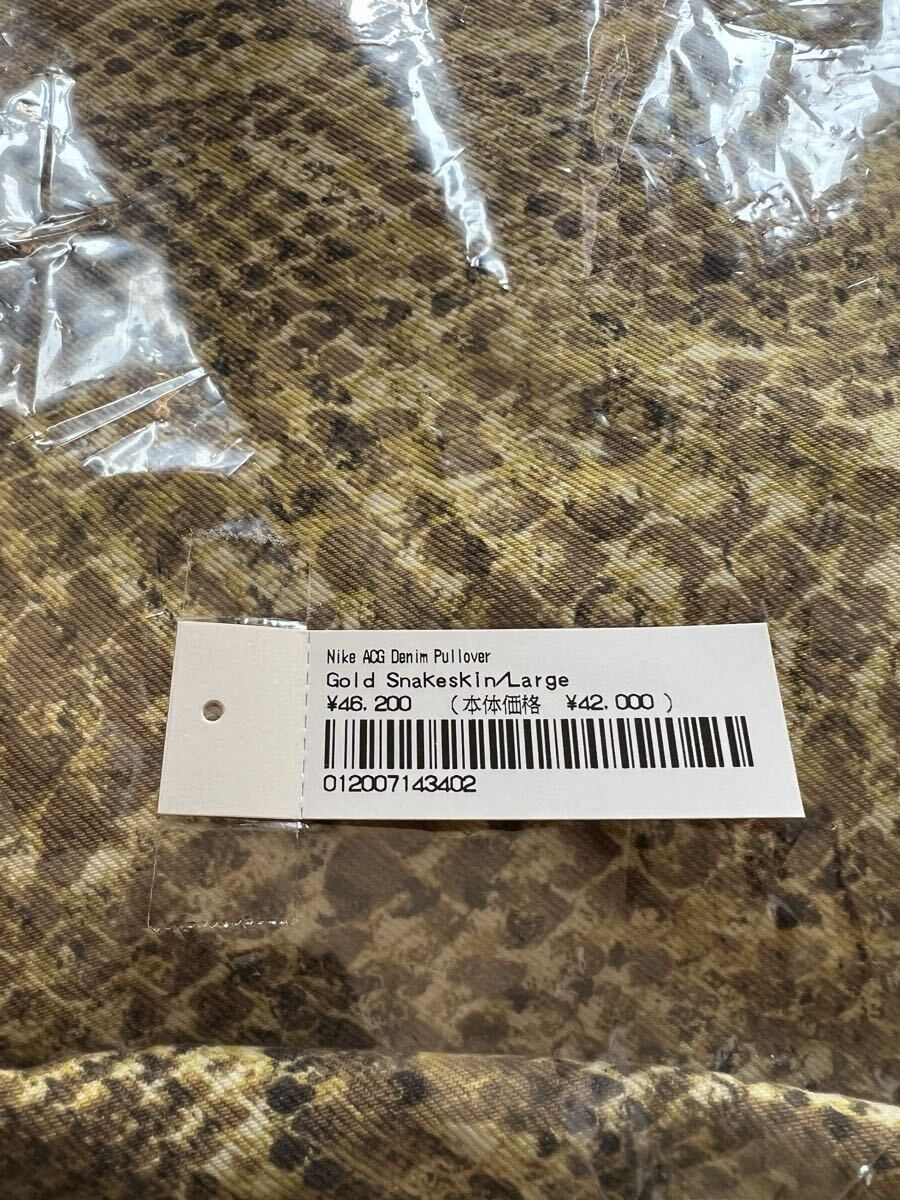 Nike ACG Denim Pullover
Gold Snakeskin/Large
¥46,200 (本体価格 ¥42,000 )
012007143402